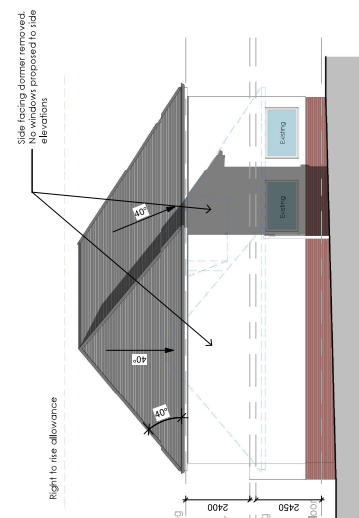 Side facing dormer removed.
No windows proposed to side
elevations
Right to rise allowance
40°
40°
40°
Existing
Existing
2400
2450